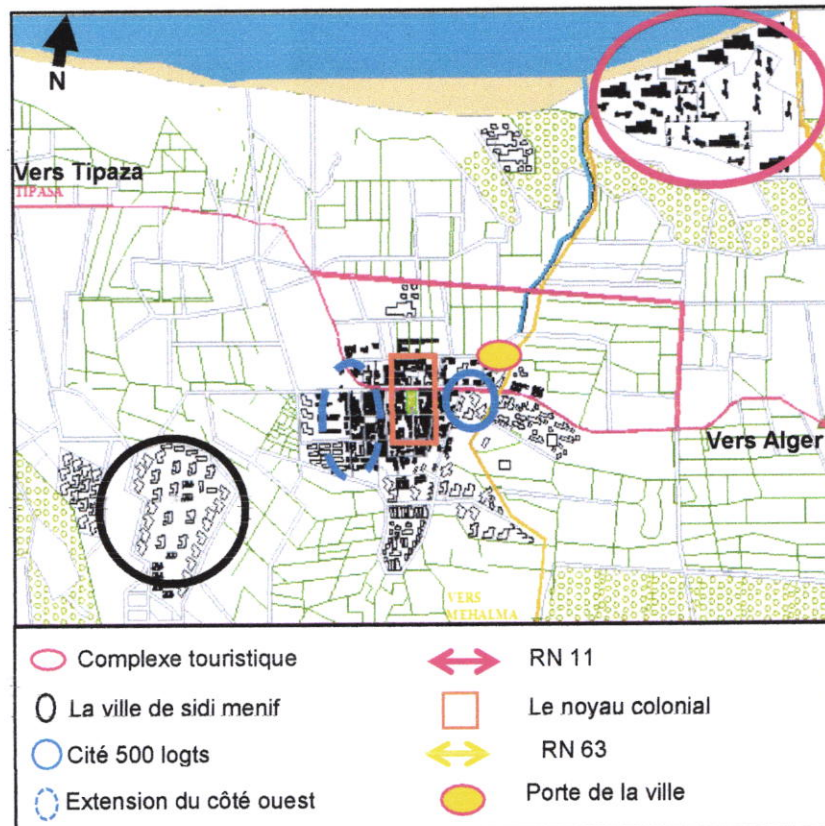 N
Vers Tipaza
TIPASA
Vers Alger
VERS
MEHALMA
Complexe touristique
RN 11
La ville de sidi menif
Le noyau colonial
Cité 500 logts
RN 63
Extension du côté ouest
Porte de la ville